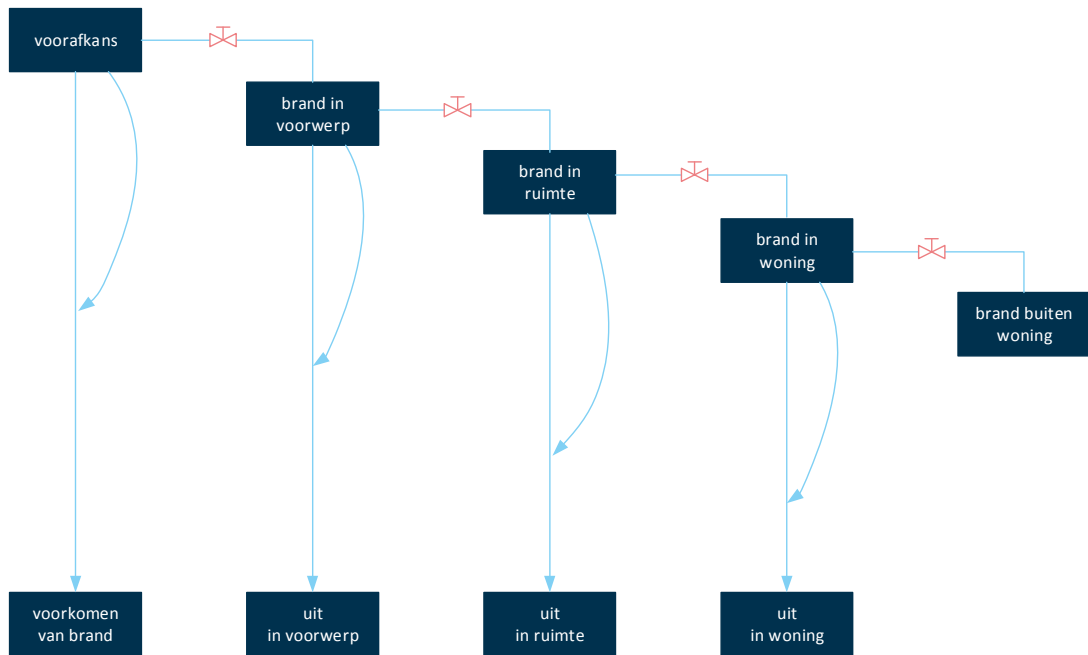 voorafkans
brand in
voorwerp
brand in
ruimte
brand in
woning
brand buiten
woning
voorkomen
van brand
uit
in voorwerp
uit
in ruimte
uit
in woning